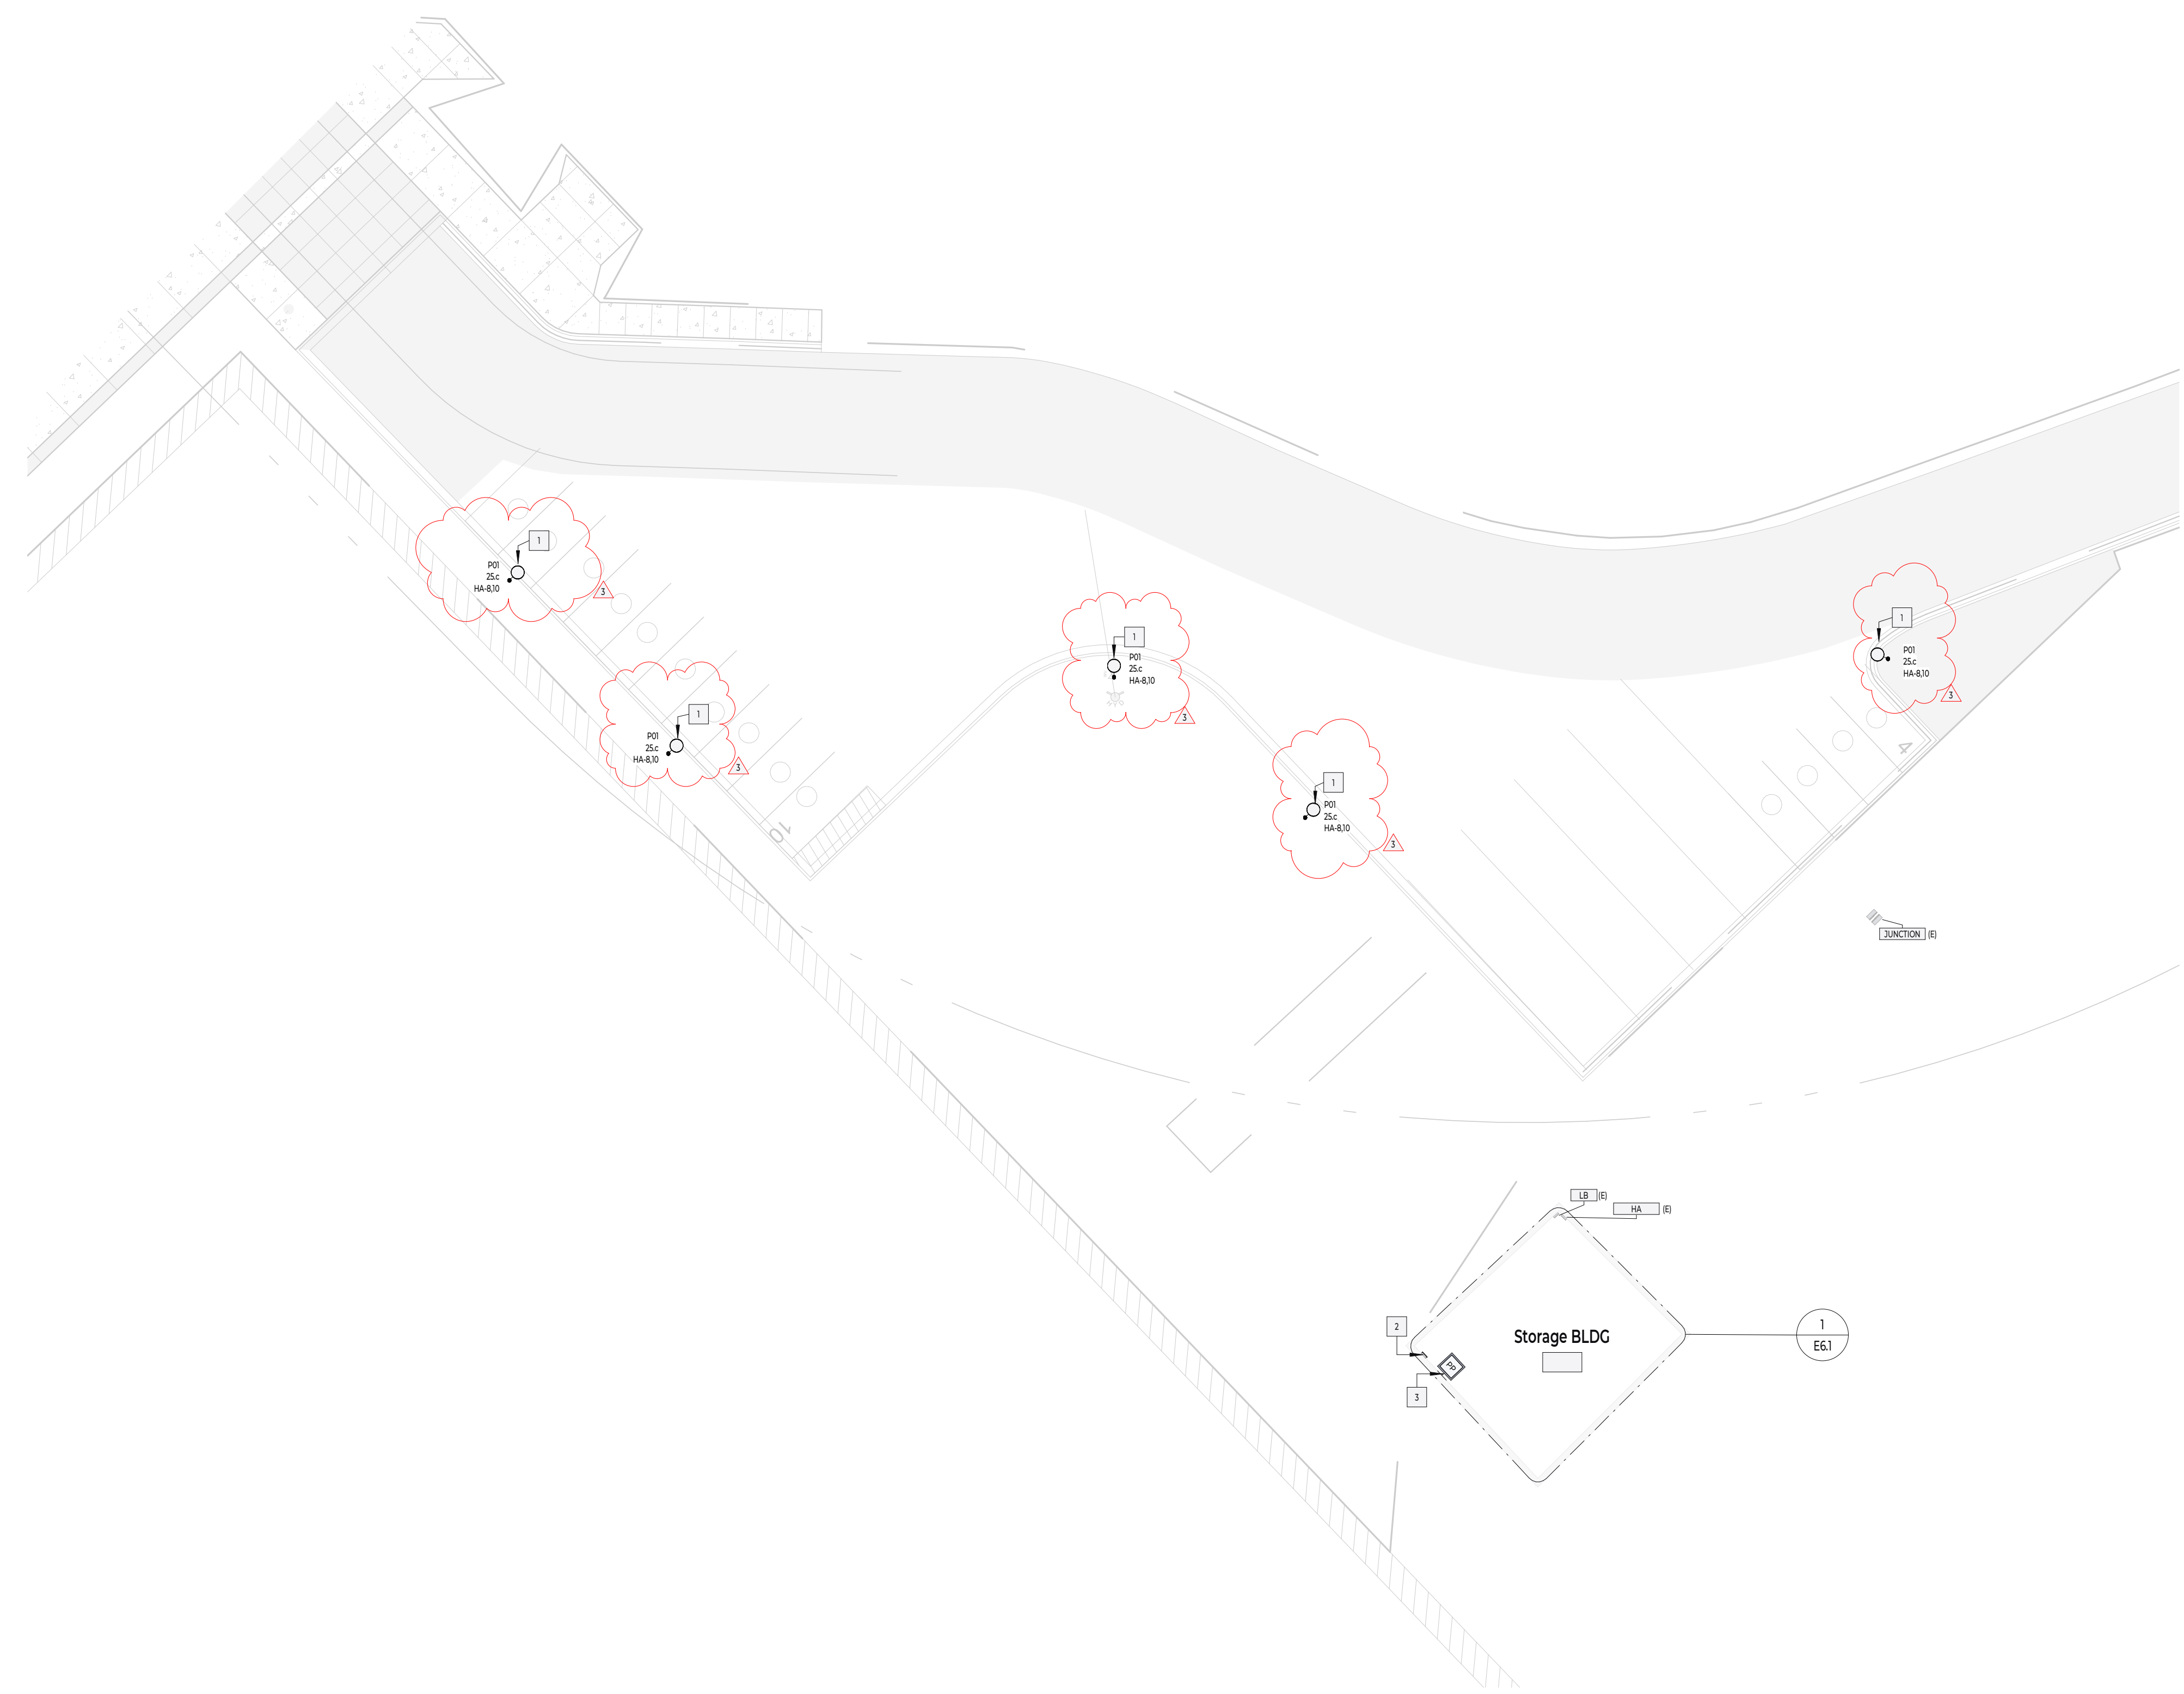 1
P01
25.c
HA-8,10
3
1
P01
25.c
HA-8,10
3
1
P01
25.c
HA-8,10
3
1
P01
25.c
HA-8,10
3
1
P01
25.c
HA-8,10
3
10
4
JUNCTION (E)
LB (E)
HA (E)
2
PP
3
Storage BLDG
1
E6.1